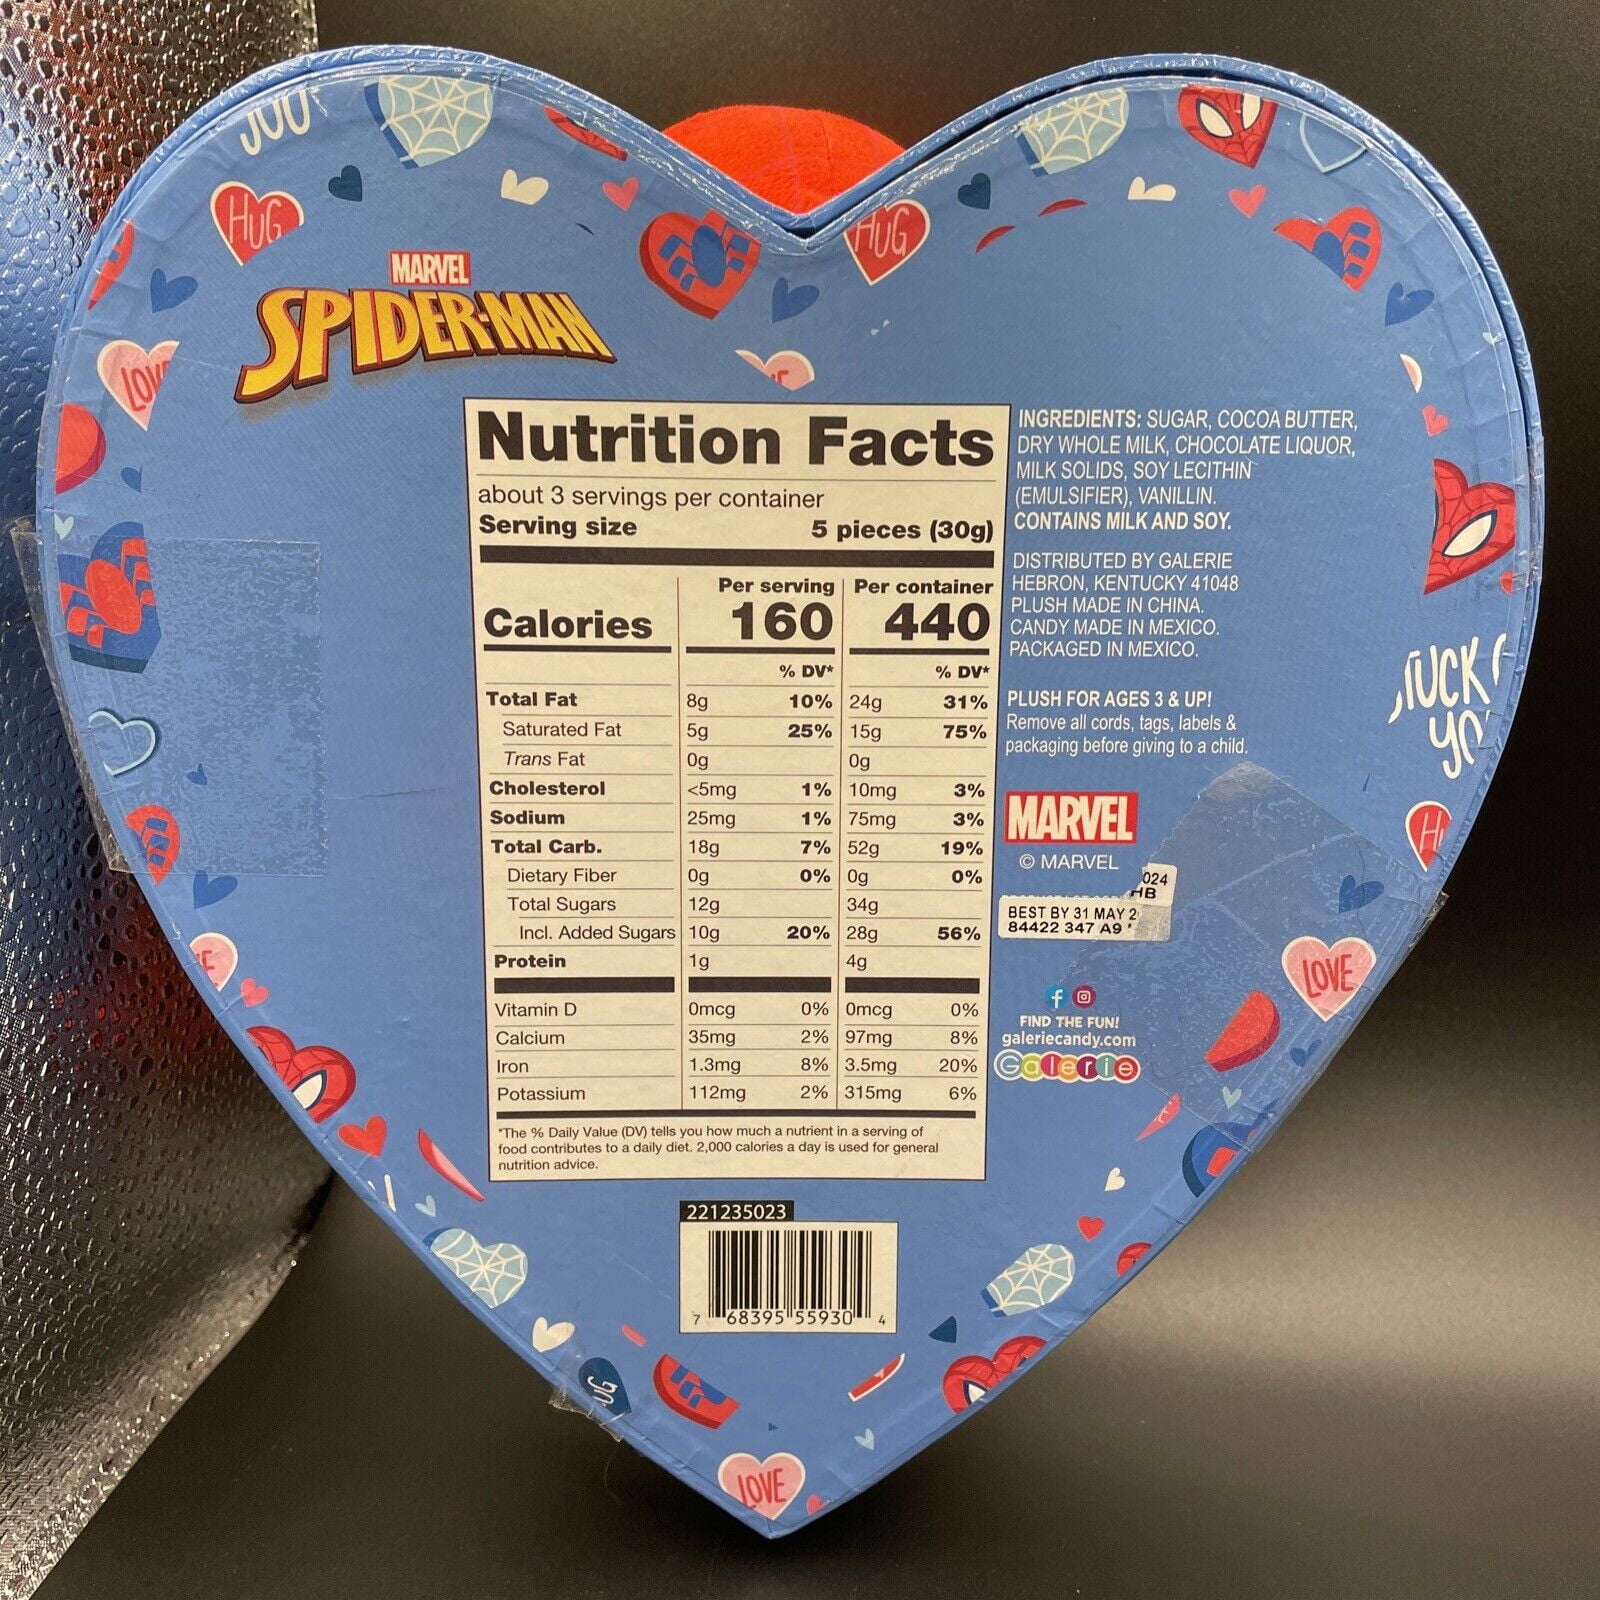 YOU
HUG
HUG
MARVEL
SPIDER-MAN
LOVE
Nutrition Facts
about 3 servings per container
Serving size 5 pieces (30g)
Per serving Per container
Calories 160 440
% DV* % DV*
Total Fat 8g 10% 24g 31%
Saturated Fat 5g 25% 15g 75%
Trans Fat 0g 0g
Cholesterol <5mg 1% 10mg 3%
Sodium 25mg 1% 75mg 3%
Total Carb. 18g 7% 52g 19%
Dietary Fiber 0g 0% 0g 0%
Total Sugars 12g 34g
Incl. Added Sugars 10g 20% 28g 56%
Protein 1g 4g
Vitamin D 0mcg 0% 0mcg 0%
Calcium 35mg 2% 97mg 8%
Iron 1.3mg 8% 3.5mg 20%
Potassium 112mg 2% 315mg 6%
*The % Daily Value (DV) tells you how much a nutrient in a serving of
food contributes to a daily diet. 2,000 calories a day is used for general
nutrition advice.
INGREDIENTS: SUGAR, COCOA BUTTER,
DRY WHOLE MILK, CHOCOLATE LIQUOR,
MILK SOLIDS, SOY LECITHIN
(EMULSIFIER), VANILLIN.
CONTAINS MILK AND SOY.
DISTRIBUTED BY GALERIE
HEBRON, KENTUCKY 41048
PLUSH MADE IN CHINA.
CANDY MADE IN MEXICO.
PACKAGED IN MEXICO.
PLUSH FOR AGES 3 & UP!
Remove all cords, tags, labels &
packaging before giving to a child.
MARVEL
© MARVEL
024
HB
BEST BY 31 MAY 2
84422 347 A9
FIND THE FUN!
galeriecandy.com
Galerie
LOVE
221235023
7 68395 55930 4
LOVE